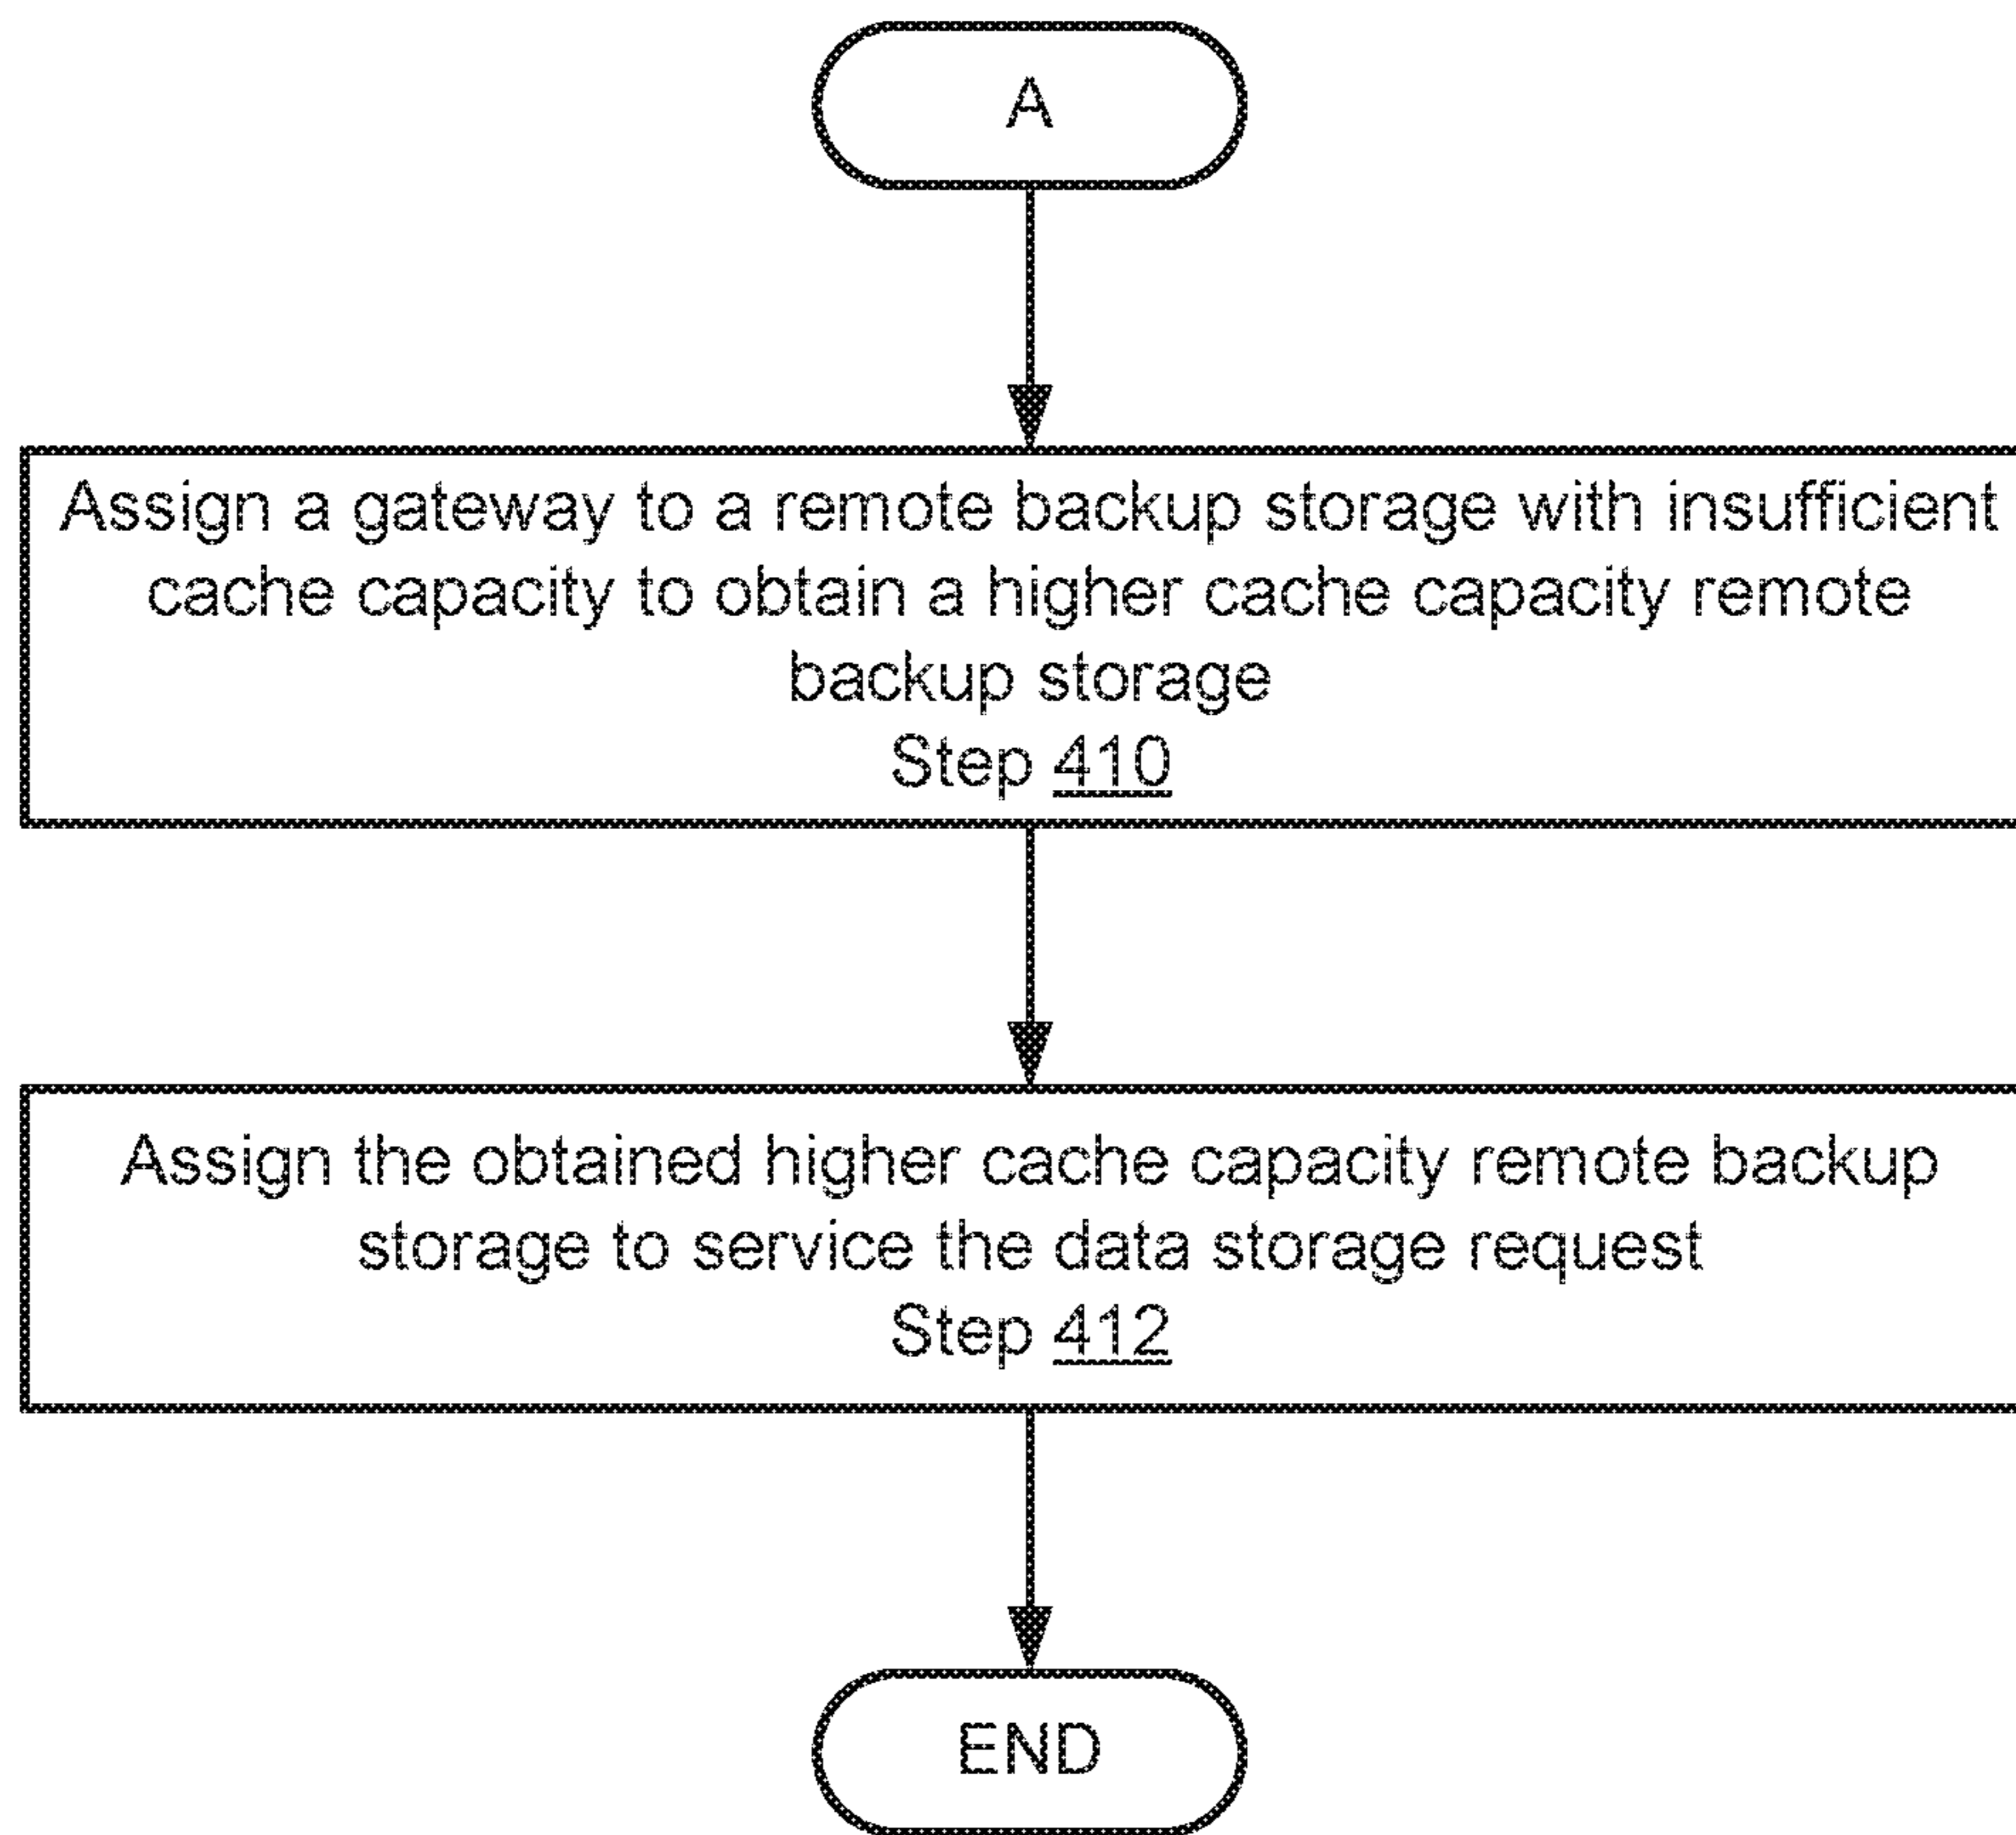 A
Assign a gateway to a remote backup storage with insufficient
cache capacity to obtain a higher cache capacity remote
backup storage
Step 410
Assign the obtained higher cache capacity remote backup
storage to service the data storage request
Step 412
END